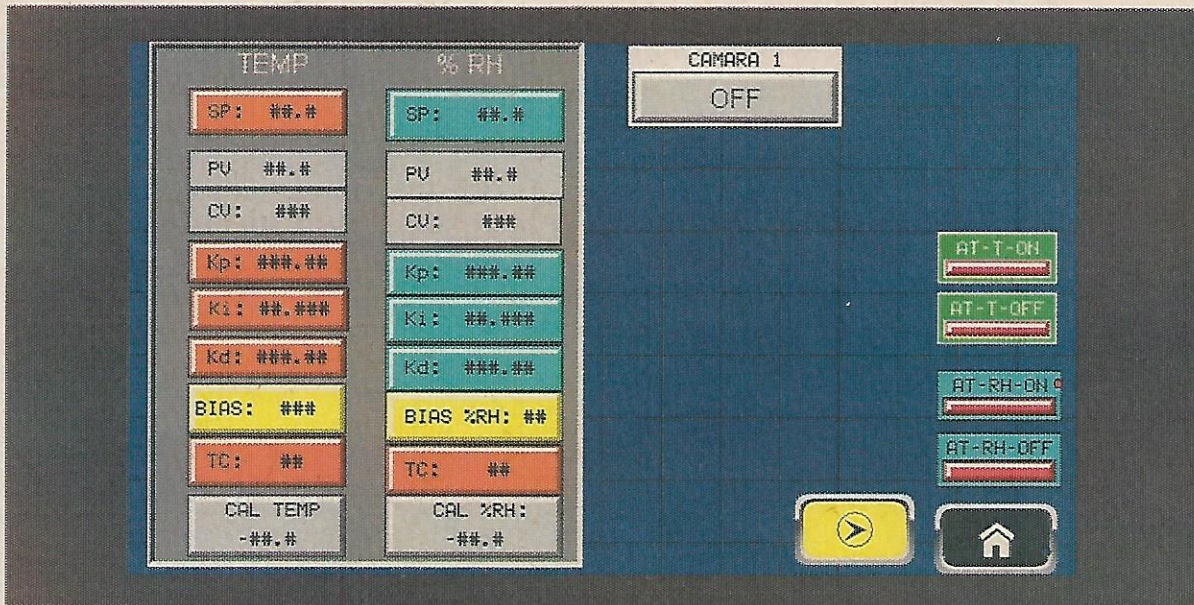 TEMP
SP: ##.#
PV ##.#
CV: ###
Kp: ###.##
Ki: ##.###
Kd: ###.##
BIAS: ###
TC: ##
CAL TEMP
-##.#
% RH
SP: ##.#
PV ##.#
CV: ###
Kp: ###.##
Ki: ##.###
Kd: ###.##
BIAS %RH: ##
TC: ##
CAL %RH:
-##.#
CAMARA 1
OFF
AT-T-ON
AT-T-OFF
AT-RH-ON
AT-RH-OFF